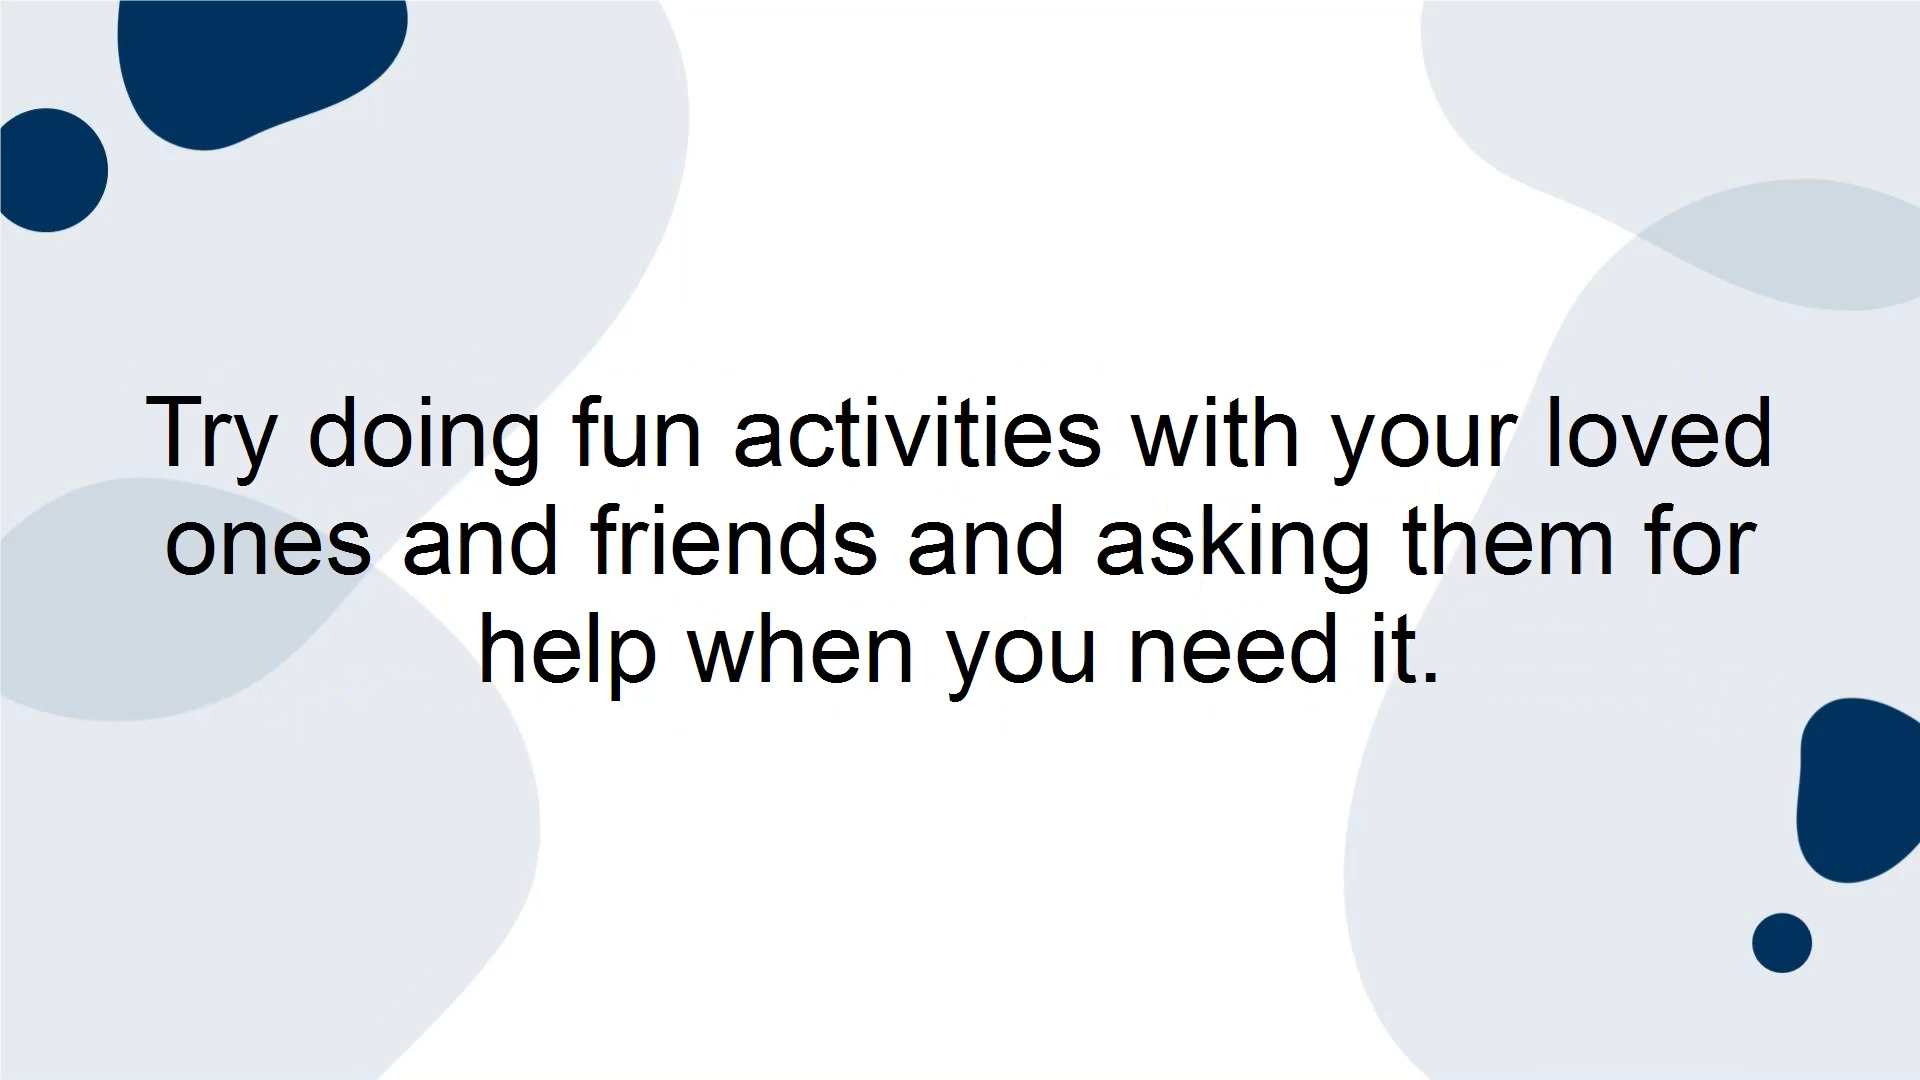 Try doing fun activities with your loved
ones and friends and asking them for
help when you need it.